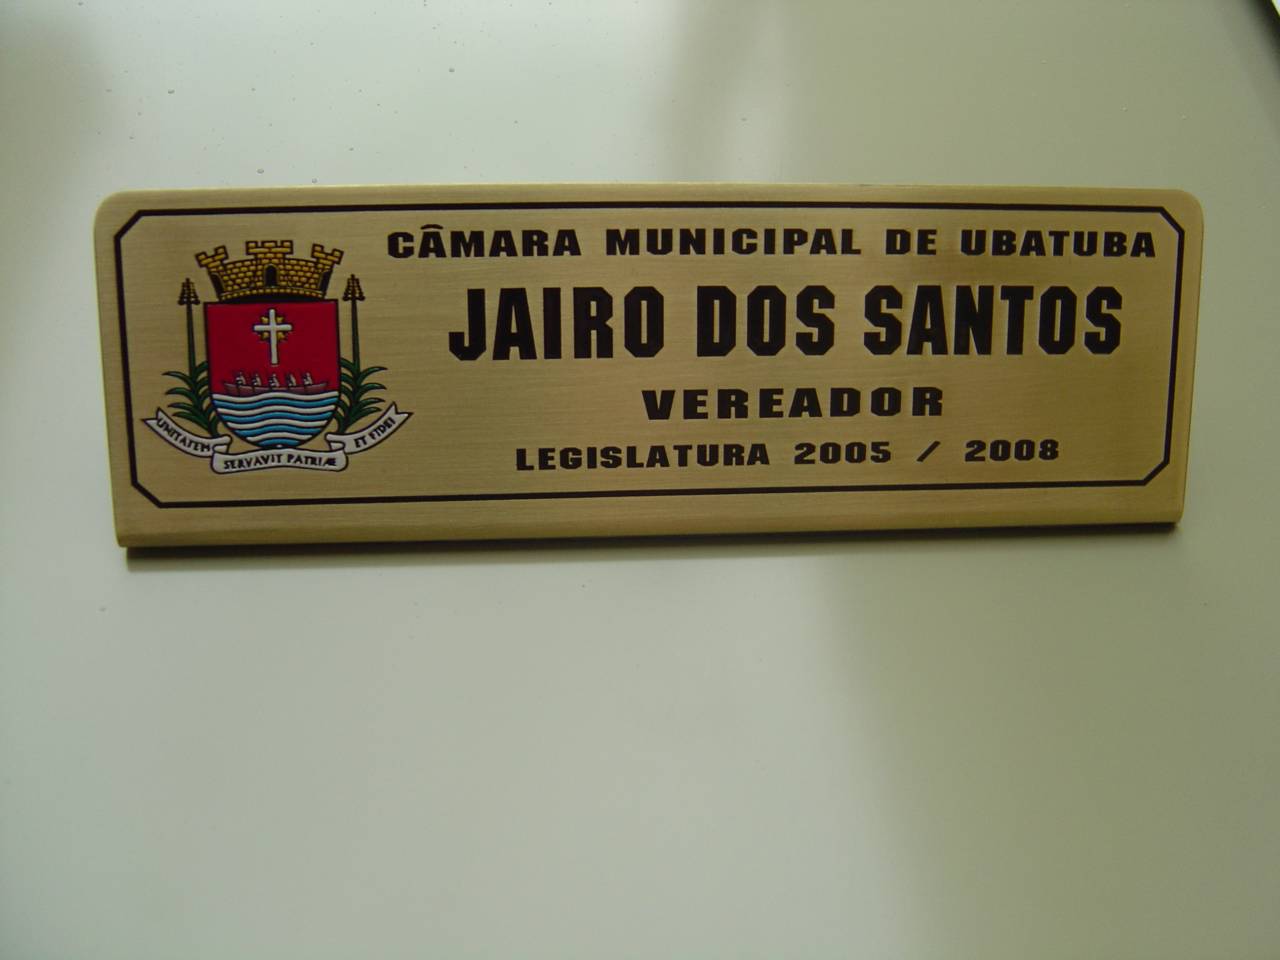 CÂMARA MUNICIPAL DE UBATUBA
JAIRO DOS SANTOS
VEREADOR
LEGISLATURA 2005 / 2008
UNITATEM
SERVAVIT PATRIÆ
ET FIDEI